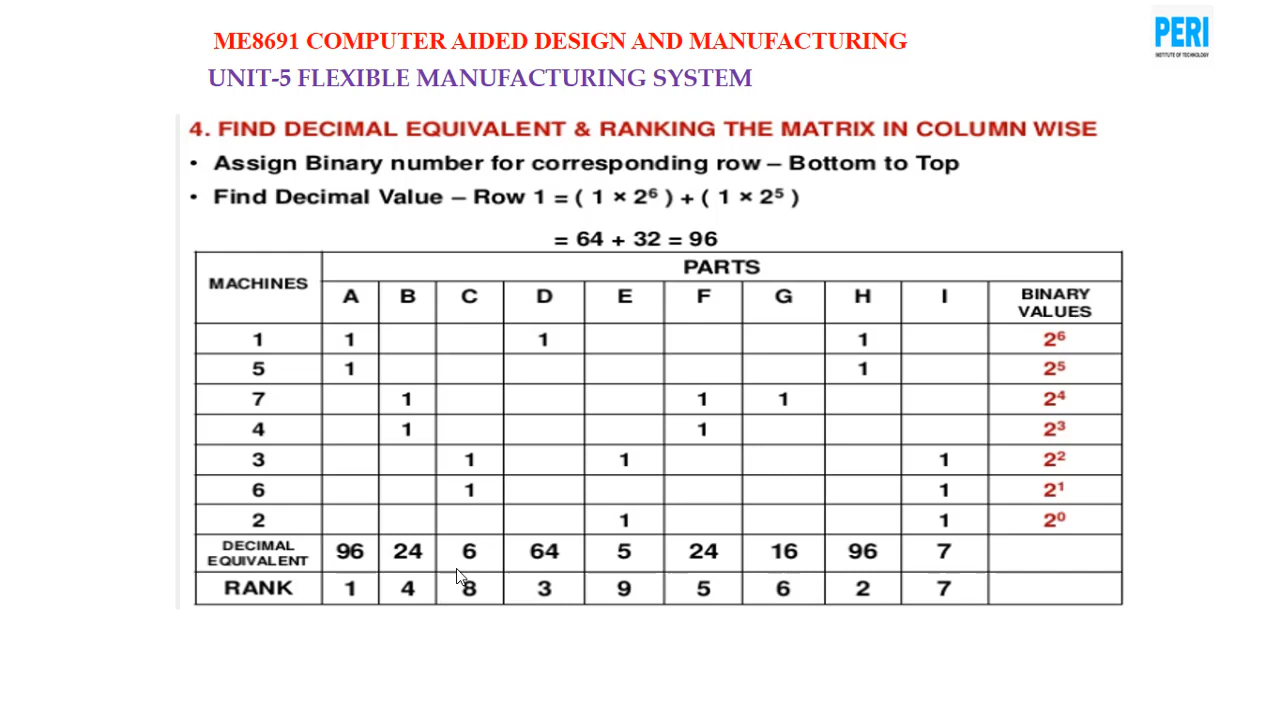 ME8691 COMPUTER AIDED DESIGN AND MANUFACTURING
PERI
INSTITUTE OF TECHNOLOGY
UNIT-5 FLEXIBLE MANUFACTURING SYSTEM
4. FIND DECIMAL EQUIVALENT & RANKING THE MATRIX IN COLUMN WISE
• Assign Binary number for corresponding row – Bottom to Top
• Find Decimal Value – Row 1 = ( 1 × 2⁶ ) + ( 1 × 2⁵ )
= 64 + 32 = 96
MACHINES PARTS
A B C D E F G H I BINARY VALUES
1 1 1 1 2⁶
5 1 1 2⁵
7 1 1 1 2⁴
4 1 1 2³
3 1 1 1 2²
6 1 1 2¹
2 1 1 2⁰
DECIMAL EQUIVALENT 96 24 6 64 5 24 16 96 7
RANK 1 4 8 3 9 5 6 2 7